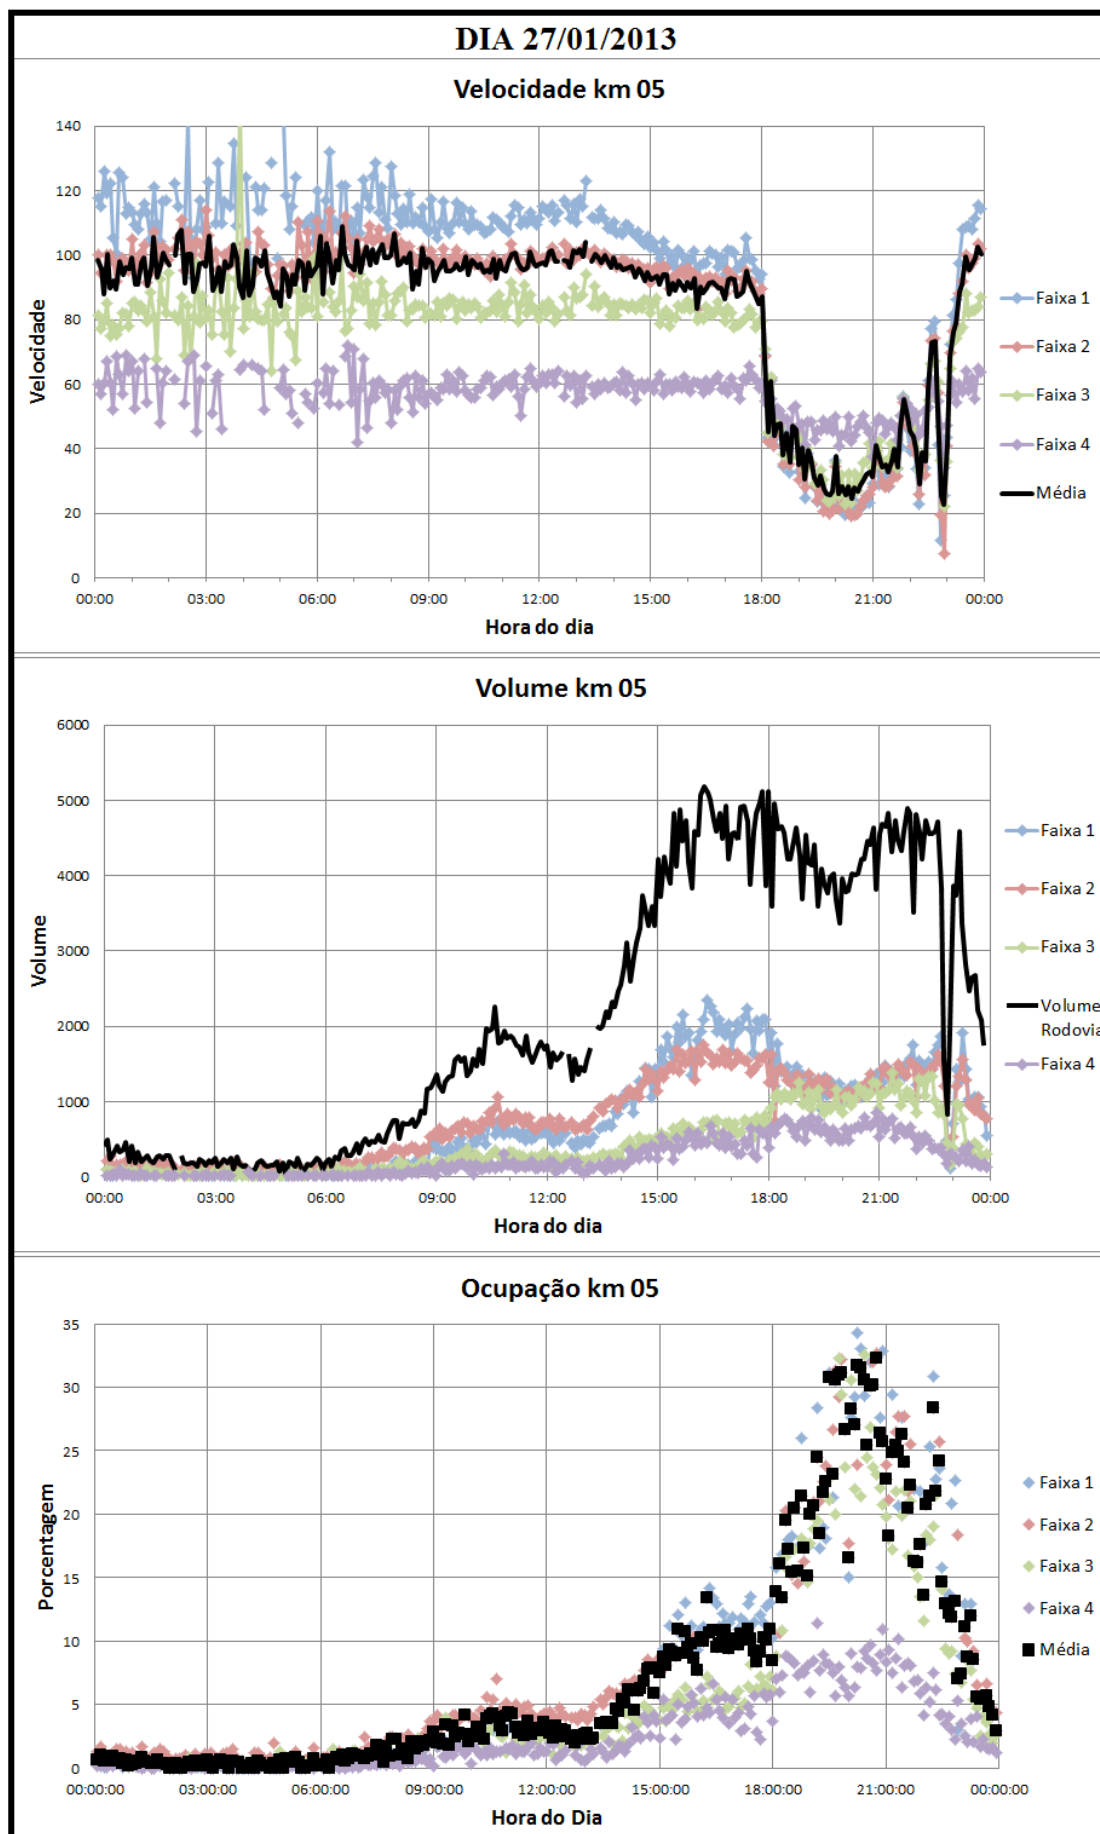 DIA 27/01/2013
Velocidade km 05
140
120
100
80
60
40
20
0
Velocidade
00:00 03:00 06:00 09:00 12:00 15:00 18:00 21:00 00:00
Hora do dia
Faixa 1
Faixa 2
Faixa 3
Faixa 4
Média
Volume km 05
6000
5000
4000
3000
2000
1000
0
Volume
00:00 03:00 06:00 09:00 12:00 15:00 18:00 21:00 00:00
Hora do dia
Faixa 1
Faixa 2
Faixa 3
Volume
Rodovia
Faixa 4
Ocupação km 05
35
30
25
20
15
10
5
0
Porcentagem
00:00:00 03:00:00 06:00:00 09:00:00 12:00:00 15:00:00 18:00:00 21:00:00 00:00:00
Hora do Dia
Faixa 1
Faixa 2
Faixa 3
Faixa 4
Média